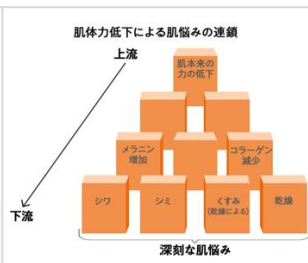 肌体力低下による肌悩みの連鎖
上流
肌本来の
力の低下
メラニン
増加
コラーゲン
減少
シワ
シミ
くすみ
(乾燥による)
乾燥
下流
深刻な肌悩み